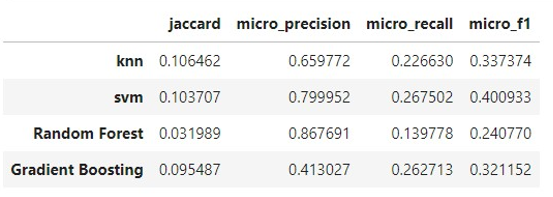 jaccard micro_precision micro_recall micro_f1
knn 0.106462 0.659772 0.226630 0.337374
svm 0.103707 0.799952 0.267502 0.400933
Random Forest 0.031989 0.867691 0.139778 0.240770
Gradient Boosting 0.095487 0.413027 0.262713 0.321152